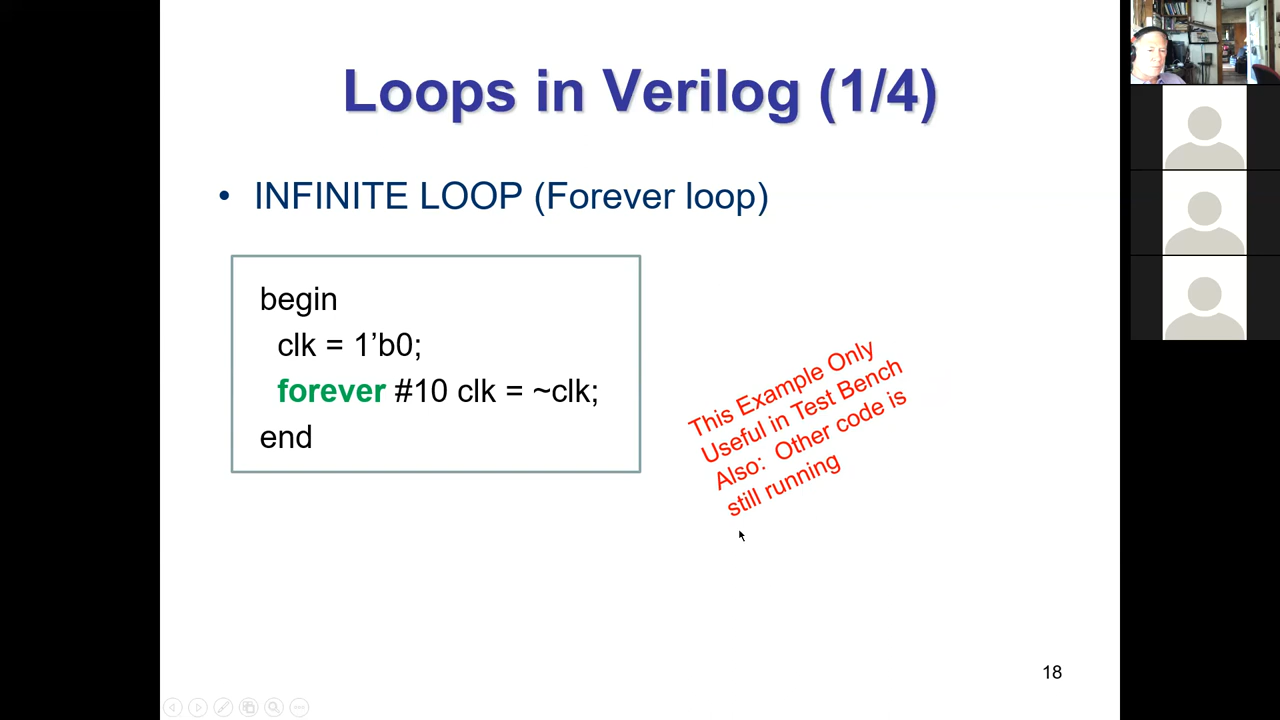 Loops in Verilog (1/4)
• INFINITE LOOP (Forever loop)
begin
clk = 1’b0;
forever #10 clk = ~clk;
end
This Example Only
Useful in Test Bench
Also: Other code is
still running
18